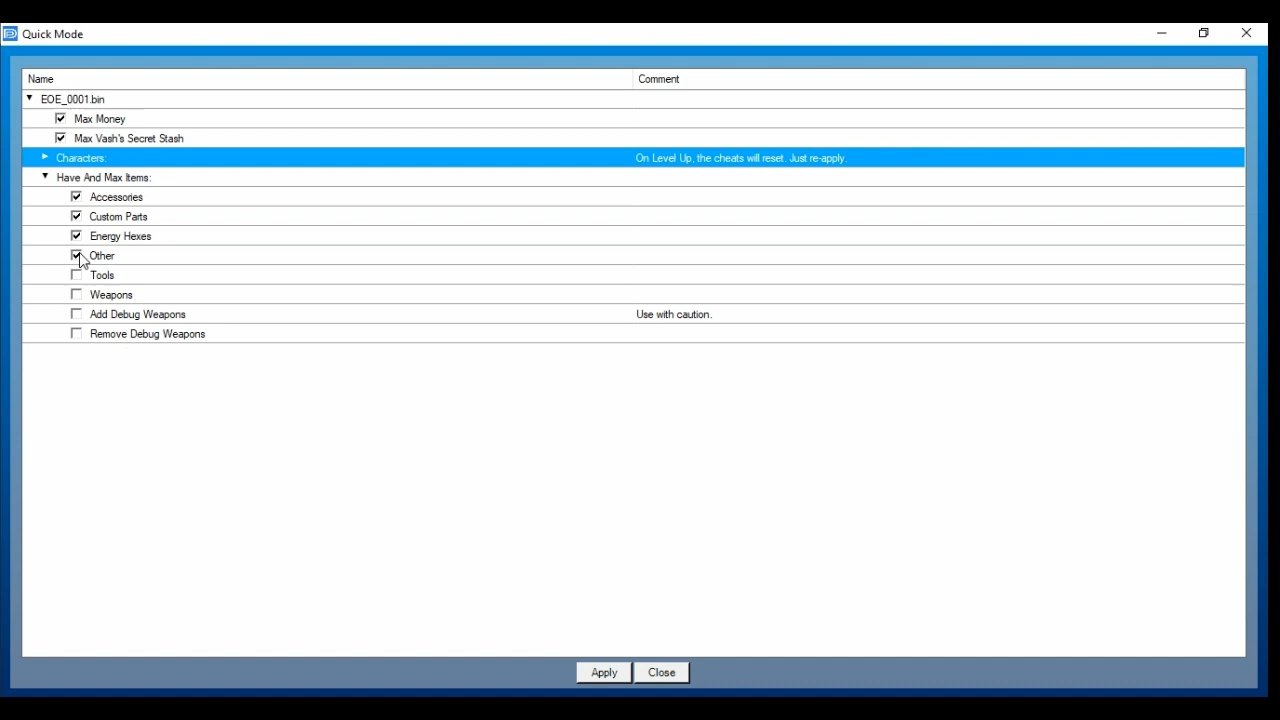 Quick Mode
Name Comment
EOE_0001.bin
Max Money
Max Vash's Secret Stash
Characters: On Level Up, the cheats will reset. Just re-apply.
Have And Max Items:
Accessories
Custom Parts
Energy Hexes
Other
Tools
Weapons
Add Debug Weapons Use with caution.
Remove Debug Weapons
Apply Close